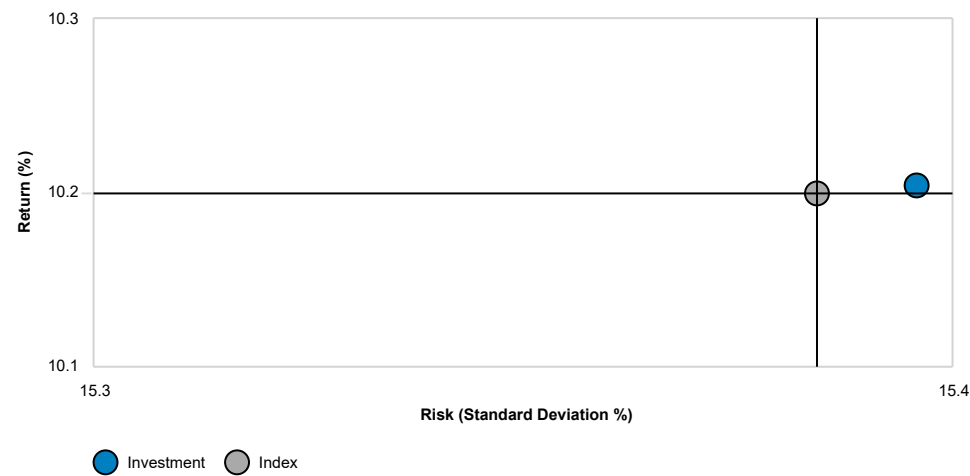 10.3
Return (%)
10.2
10.1
15.3
15.4
Risk (Standard Deviation %)
Investment
Index